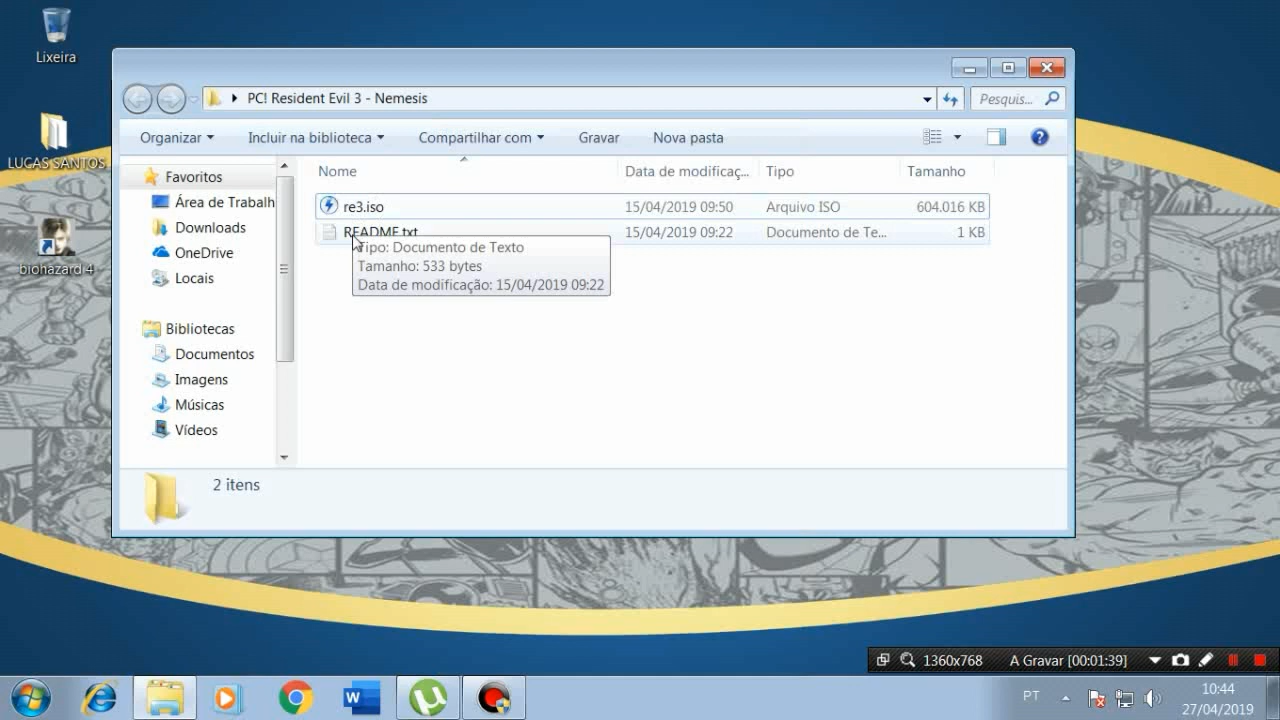 Lixeira
LUCAS SANTOS
biohazard 4
PC! Resident Evil 3 - Nemesis
Pesquis...
Organizar
Incluir na biblioteca
Compartilhar com
Gravar
Nova pasta
Favoritos
Área de Trabalh
Downloads
OneDrive
Locais
Bibliotecas
Documentos
Imagens
Músicas
Vídeos
Nome
Data de modificaç...
Tipo
Tamanho
re3.iso
15/04/2019 09:50
Arquivo ISO
604.016 KB
README.txt
15/04/2019 09:22
Documento de Te...
1 KB
Tipo: Documento de Texto
Tamanho: 533 bytes
Data de modificação: 15/04/2019 09:22
2 itens
1360x768
A Gravar [00:01:39]
PT
10:44
27/04/2019